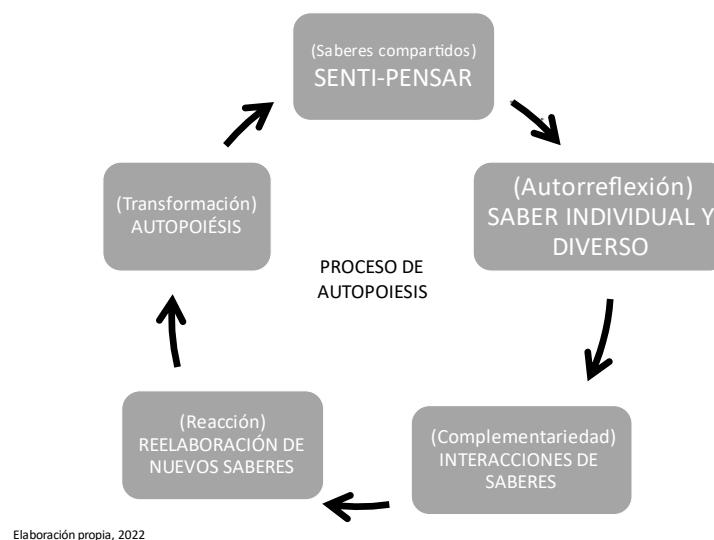 (Saberes compartidos)
SENTI-PENSAR
(Autorreflexión)
SABER INDIVIDUAL Y
DIVERSO
(Complementariedad)
INTERACCIONES DE
SABERES
(Reacción)
REELABORACIÓN DE
NUEVOS SABERES
(Transformación)
AUTOPOIÉSIS
PROCESO DE
AUTOPOIESIS
Elaboración propia, 2022